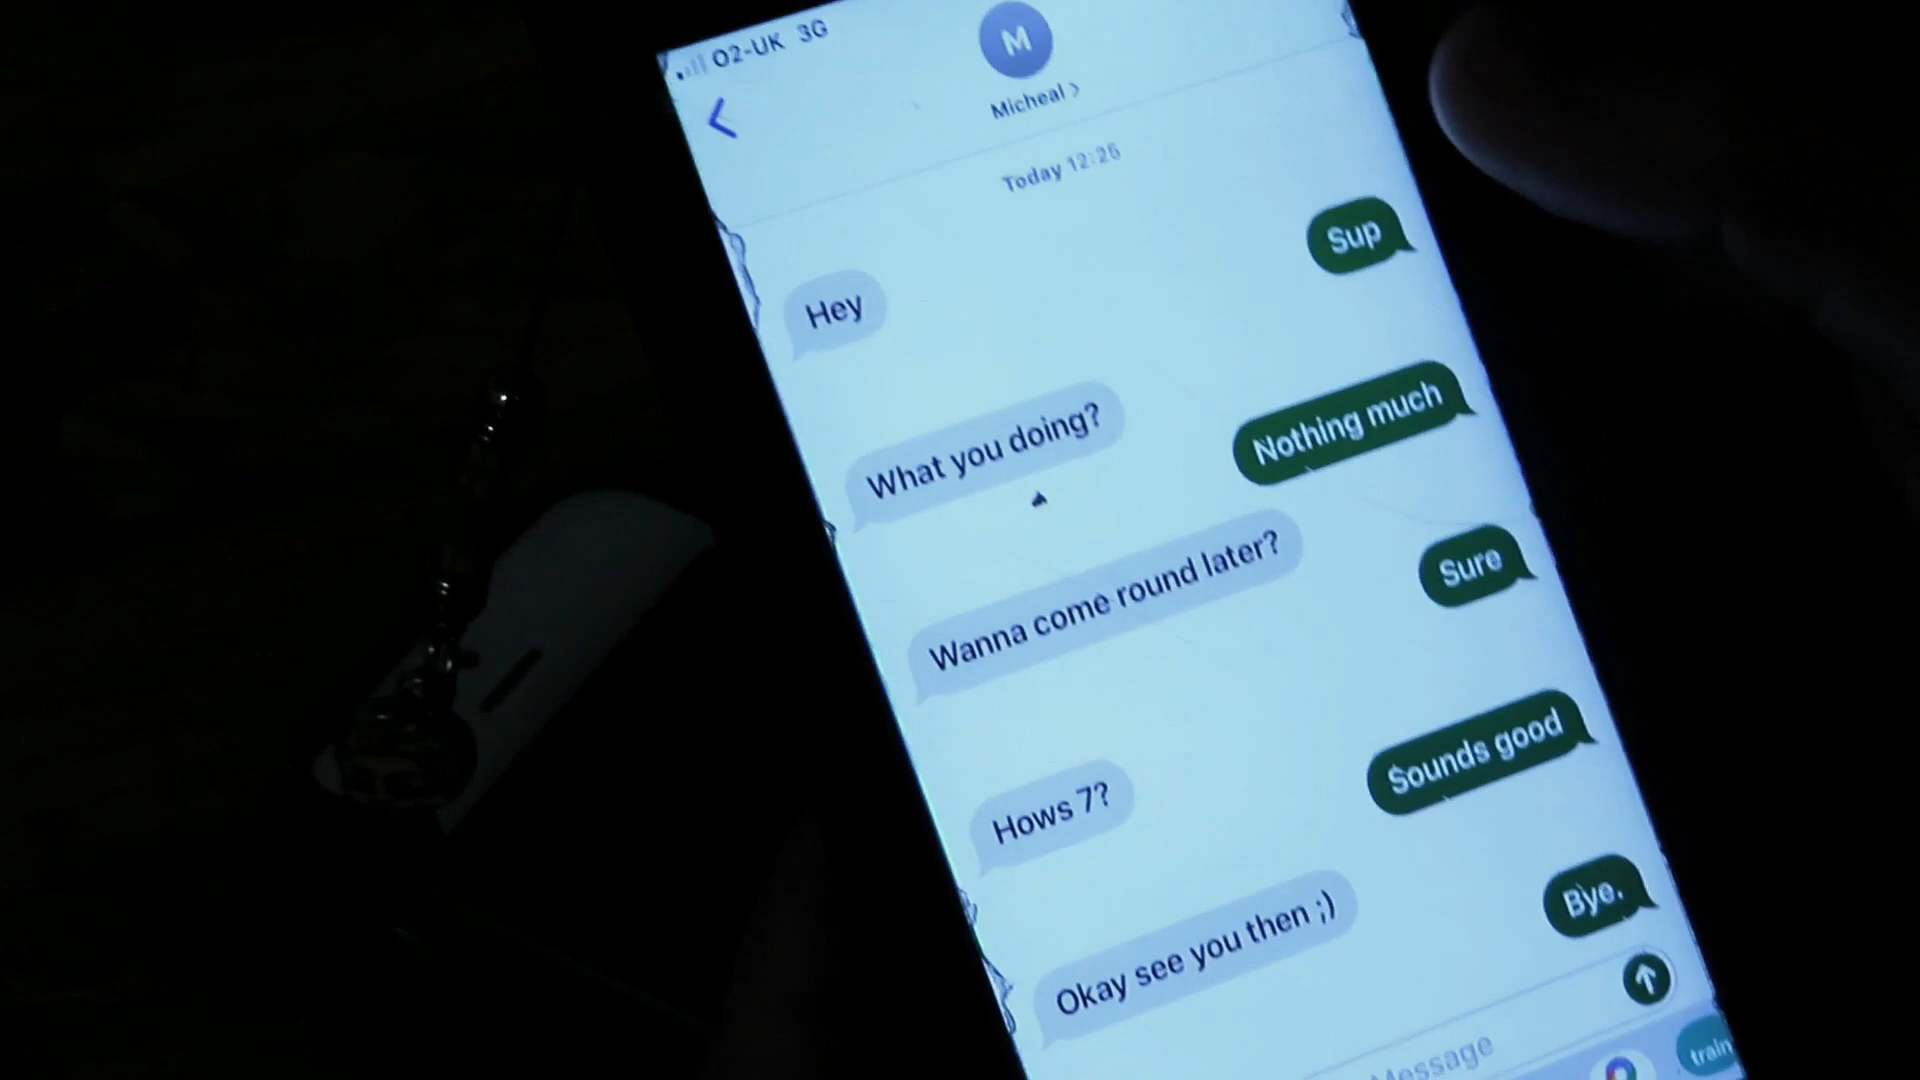 O2-UK 3G
M
Micheal >
Today 12:26
Sup
Hey
Nothing much
What you doing?
Sure
Wanna come round later?
Sounds good
Hows 7?
Bye.
Okay see you then ;)
Message
train